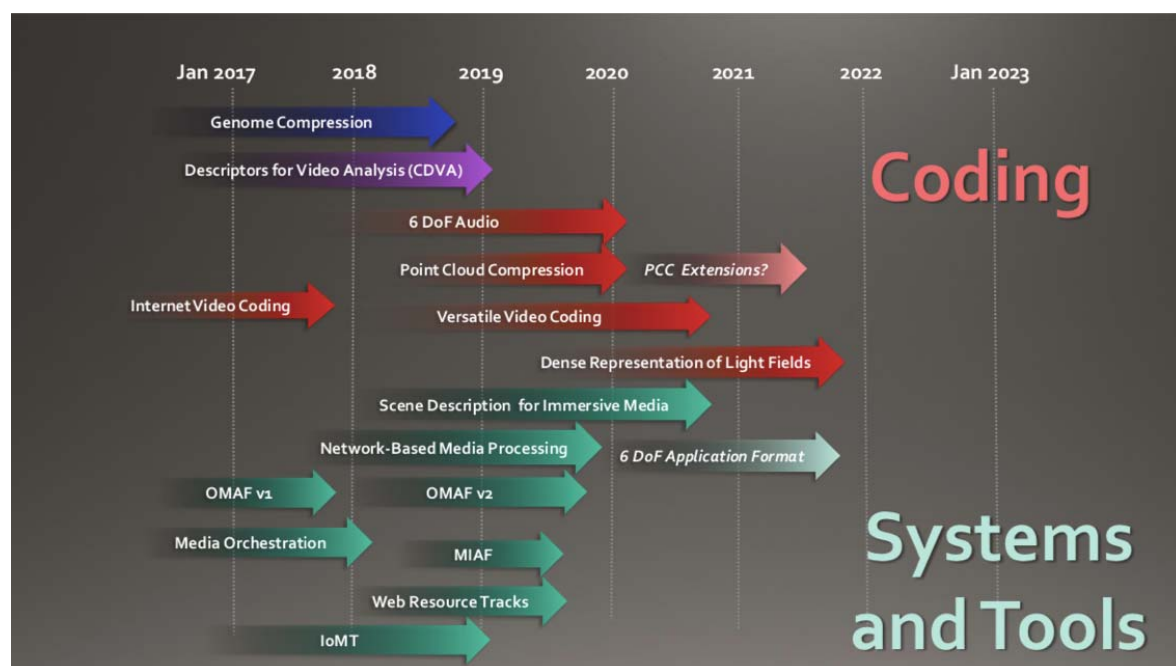 Jan 2017 2018 2019 2020 2021 2022 Jan 2023
Genome Compression
Descriptors for Video Analysis (CDVA)
Coding
6 DoF Audio
Point Cloud Compression PCC Extensions?
Internet Video Coding
Versatile Video Coding
Dense Representation of Light Fields
Scene Description for Immersive Media
Network-Based Media Processing
6 DoF Application Format
OMAF v1 OMAF v2
Media Orchestration
MIAF
Web Resource Tracks
IoMT
Systems
and Tools